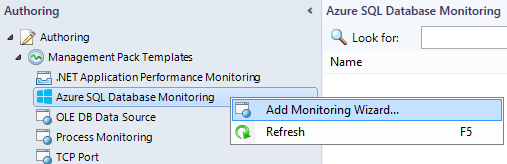 Authoring
Azure SQL Database Monitoring
Authoring
Look for:
Management Pack Templates
Name
.NET Application Performance Monitoring
Azure SQL Database Monitoring
Add Monitoring Wizard...
OLE DB Data Source
Refresh F5
Process Monitoring
TCP Port